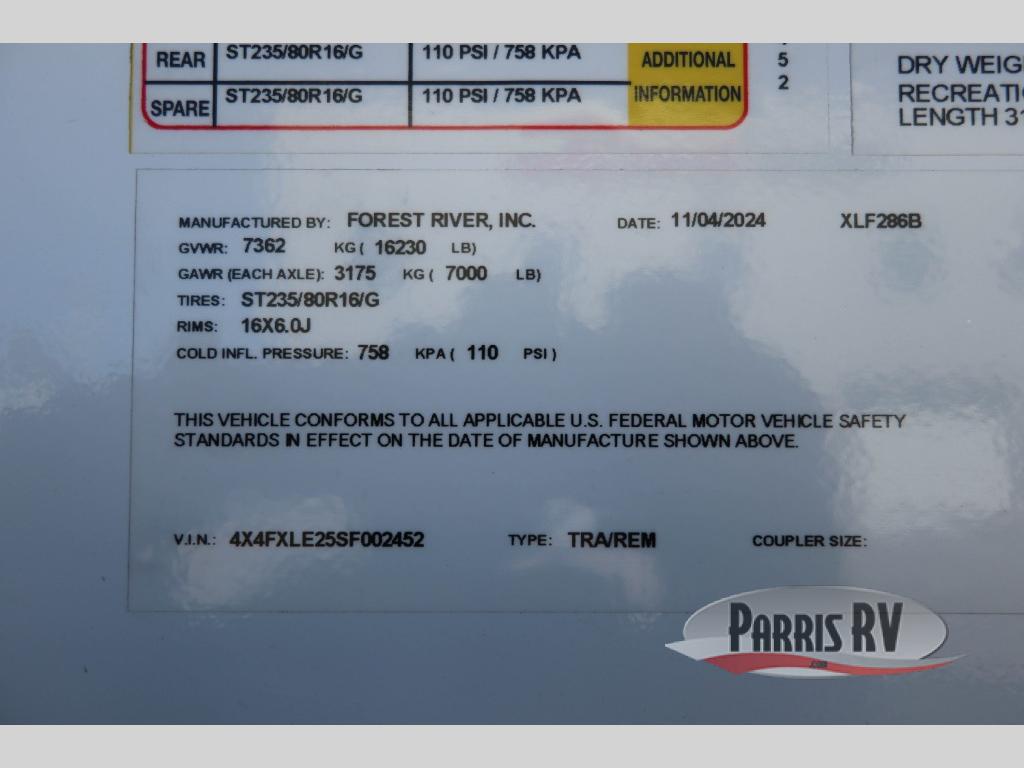 REAR ST235/80R16/G 110 PSI / 758 KPA ADDITIONAL
SPARE ST235/80R16/G 110 PSI / 758 KPA INFORMATION
5
2
DRY WEIG
RECREATI
LENGTH 31
MANUFACTURED BY: FOREST RIVER, INC. DATE: 11/04/2024 XLF286B
GVWR: 7362 KG ( 16230 LB)
GAWR (EACH AXLE): 3175 KG ( 7000 LB)
TIRES: ST235/80R16/G
RIMS: 16X6.0J
COLD INFL. PRESSURE: 758 KPA ( 110 PSI )
THIS VEHICLE CONFORMS TO ALL APPLICABLE U.S. FEDERAL MOTOR VEHICLE SAFETY
STANDARDS IN EFFECT ON THE DATE OF MANUFACTURE SHOWN ABOVE.
V.I.N.: 4X4FXLE25SF002452 TYPE: TRA/REM COUPLER SIZE:
PARRIS RV
.com